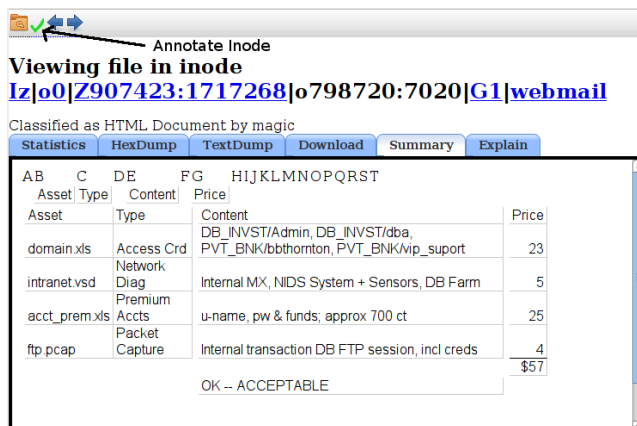 Annotate Inode
Viewing file in inode
Iz|o0|Z907423:1717268|o798720:7020|G1|webmail
Classified as HTML Document by magic
Statistics HexDump TextDump Download Summary Explain
AB C DE F G HIJKLMNOPQRST
Asset Type Content Price
Asset Type Content Price
DB_INVST/Admin, DB_INVST/dba,
domain.xls Access Crd PVT_BNK/bbthornton, PVT_BNK/vip_suport 23
Network
intranet.vsd Diag Internal MX, NIDS System + Sensors, DB Farm 5
Premium
acct_prem.xls Accts u-name, pw & funds; approx 700 ct 25
Packet
ftp.pcap Capture Internal transaction DB FTP session, incl creds 4
$57
OK -- ACCEPTABLE